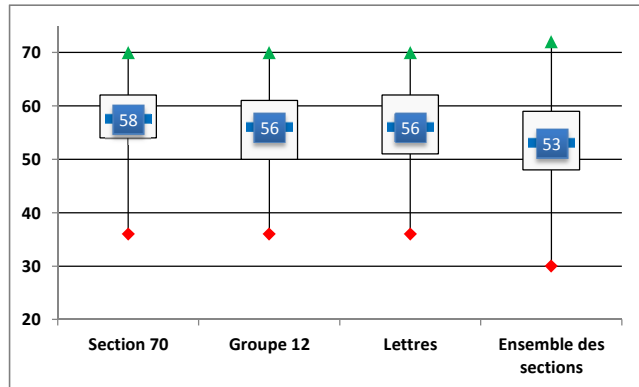 70
60
50
40
30
20
58
56
56
53
Section 70
Groupe 12
Lettres
Ensemble des
sections